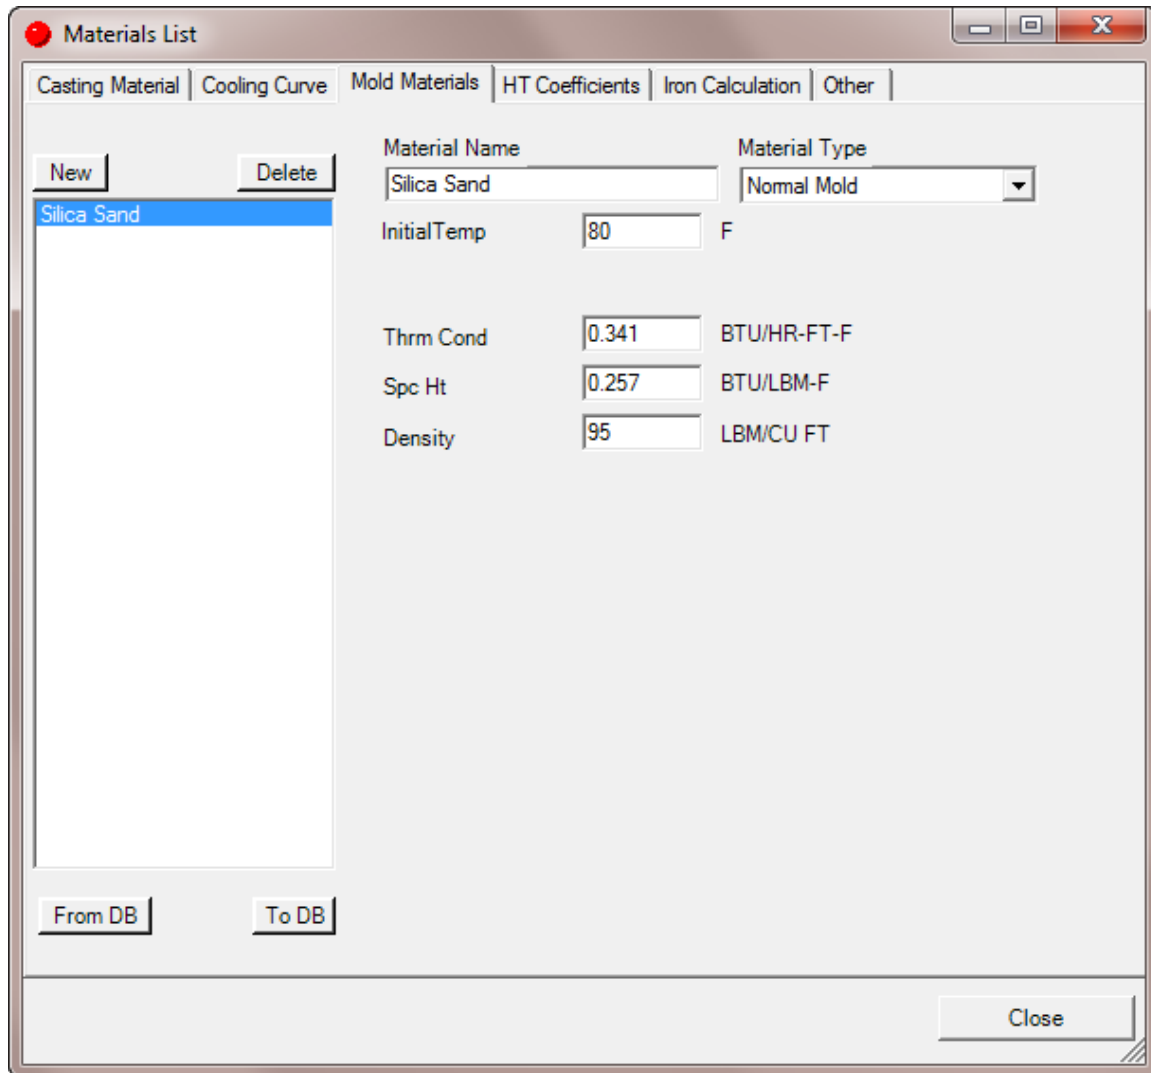 Materials List
Casting Material Cooling Curve Mold Materials HT Coefficients Iron Calculation Other
New Delete
Silica Sand
From DB To DB
Material Name Material Type
Silica Sand Normal Mold
InitialTemp 80 F
Thrm Cond 0.341 BTU/HR-FT-F
Spc Ht 0.257 BTU/LBM-F
Density 95 LBM/CU FT
Close